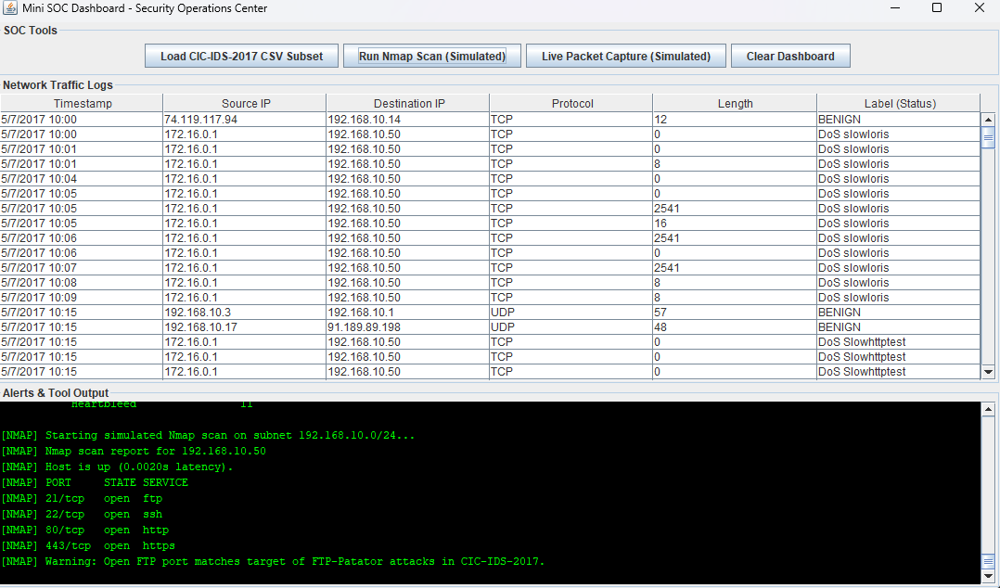 Mini SOC Dashboard - Security Operations Center
SOC Tools
Load CIC-IDS-2017 CSV Subset Run Nmap Scan (Simulated) Live Packet Capture (Simulated) Clear Dashboard
Network Traffic Logs
Timestamp Source IP Destination IP Protocol Length Label (Status)
5/7/2017 10:00 74.119.117.94 192.168.10.14 TCP 12 BENIGN
5/7/2017 10:00 172.16.0.1 192.168.10.50 TCP 0 DoS slowloris
5/7/2017 10:01 172.16.0.1 192.168.10.50 TCP 0 DoS slowloris
5/7/2017 10:01 172.16.0.1 192.168.10.50 TCP 8 DoS slowloris
5/7/2017 10:04 172.16.0.1 192.168.10.50 TCP 0 DoS slowloris
5/7/2017 10:05 172.16.0.1 192.168.10.50 TCP 0 DoS slowloris
5/7/2017 10:05 172.16.0.1 192.168.10.50 TCP 2541 DoS slowloris
5/7/2017 10:05 172.16.0.1 192.168.10.50 TCP 16 DoS slowloris
5/7/2017 10:06 172.16.0.1 192.168.10.50 TCP 2541 DoS slowloris
5/7/2017 10:06 172.16.0.1 192.168.10.50 TCP 0 DoS slowloris
5/7/2017 10:07 172.16.0.1 192.168.10.50 TCP 2541 DoS slowloris
5/7/2017 10:08 172.16.0.1 192.168.10.50 TCP 8 DoS slowloris
5/7/2017 10:09 172.16.0.1 192.168.10.50 TCP 8 DoS slowloris
5/7/2017 10:15 192.168.10.3 192.168.10.1 UDP 57 BENIGN
5/7/2017 10:15 192.168.10.17 91.189.89.198 UDP 48 BENIGN
5/7/2017 10:15 172.16.0.1 192.168.10.50 TCP 0 DoS Slowhttptest
5/7/2017 10:15 172.16.0.1 192.168.10.50 TCP 0 DoS Slowhttptest
5/7/2017 10:15 172.16.0.1 192.168.10.50 TCP 0 DoS Slowhttptest
Alerts & Tool Output
Heartbleed 11
[NMAP] Starting simulated Nmap scan on subnet 192.168.10.0/24...
[NMAP] Nmap scan report for 192.168.10.50
[NMAP] Host is up (0.0020s latency).
[NMAP] PORT STATE SERVICE
[NMAP] 21/tcp open ftp
[NMAP] 22/tcp open ssh
[NMAP] 80/tcp open http
[NMAP] 443/tcp open https
[NMAP] Warning: Open FTP port matches target of FTP-Patator attacks in CIC-IDS-2017.